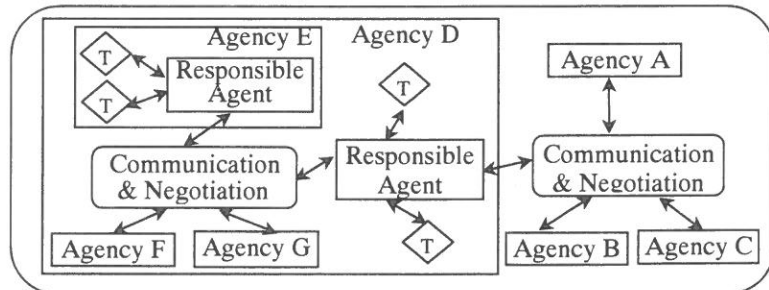 Agency E
Agency D
T
T
Responsible
Agent
T
Agency A
Communication
& Negotiation
Responsible
Agent
Communication
& Negotiation
Agency F
Agency G
T
Agency B
Agency C